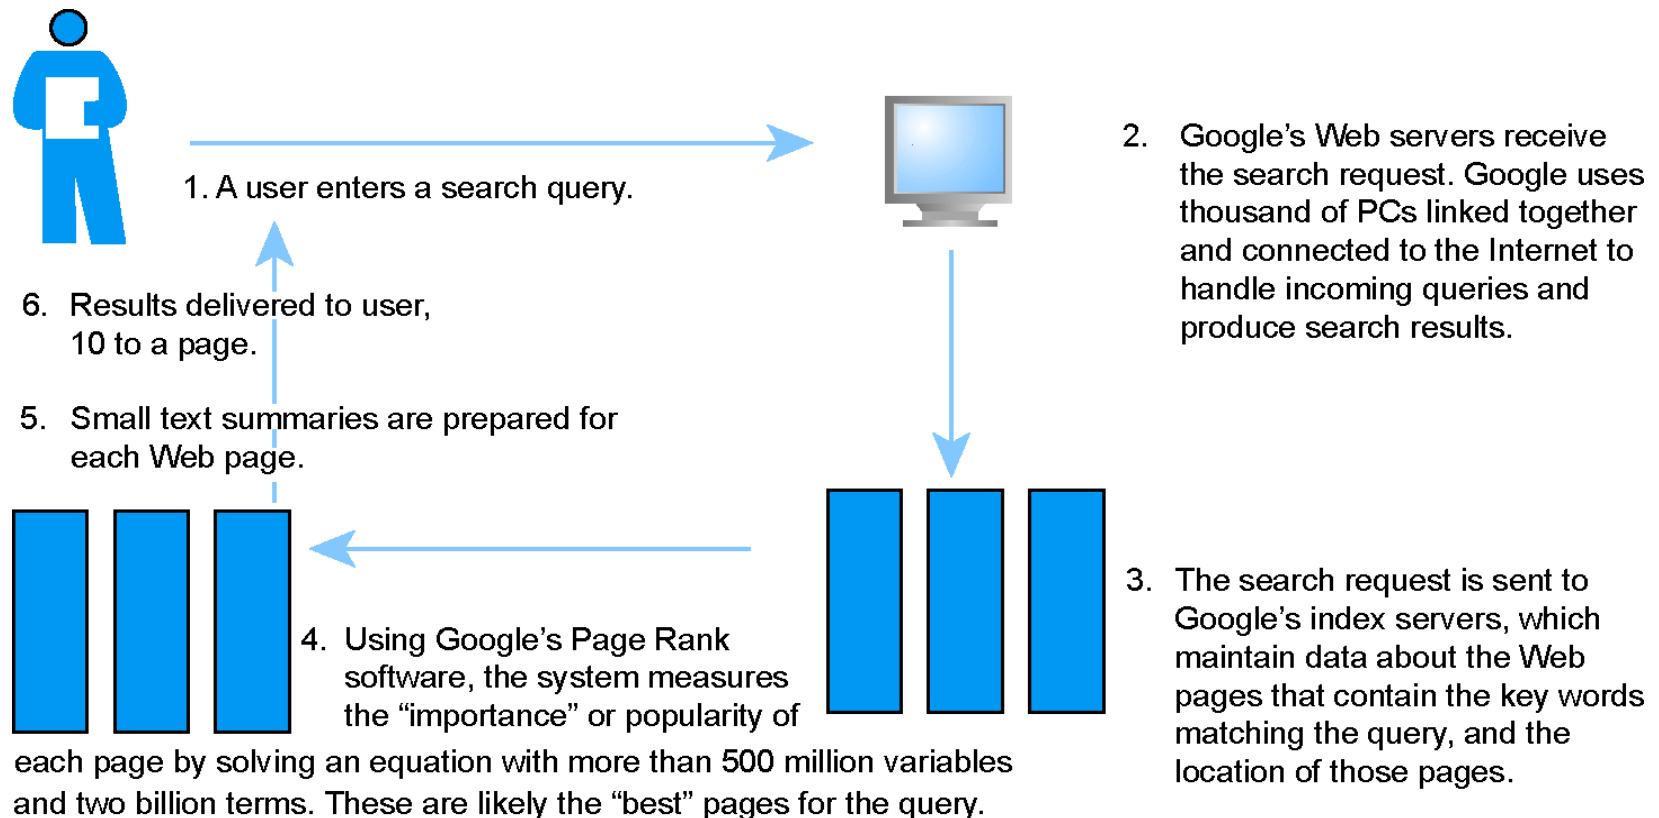 1. A user enters a search query.
2. Google's Web servers receive
the search request. Google uses
thousand of PCs linked together
and connected to the Internet to
handle incoming queries and
produce search results.
3. The search request is sent to
Google's index servers, which
maintain data about the Web
pages that contain the key words
matching the query, and the
location of those pages.
4. Using Google's Page Rank
software, the system measures
the “importance” or popularity of
each page by solving an equation with more than 500 million variables
and two billion terms. These are likely the “best” pages for the query.
5. Small text summaries are prepared for
each Web page.
6. Results delivered to user,
10 to a page.